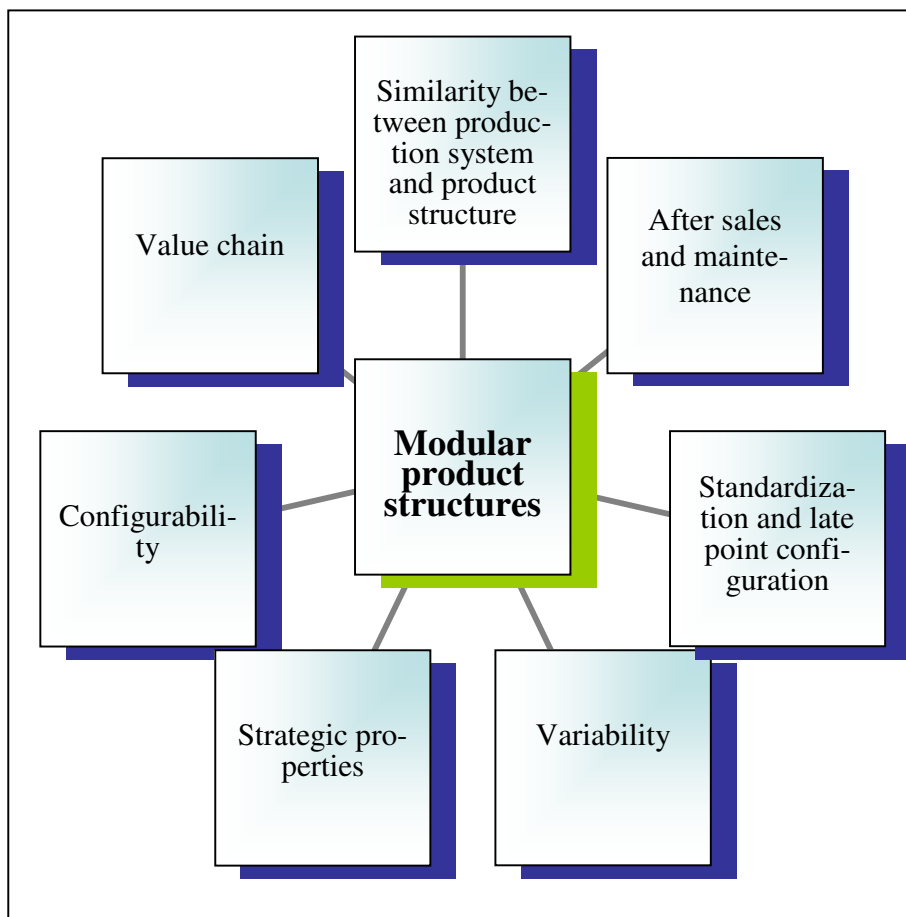 Similarity be-
tween produc-
tion system
and product
structure
Value chain
After sales
and mainte-
nance
Modular
product
structures
Configurabili-
ty
Standardiza-
tion and late
point confi-
guration
Strategic pro-
perties
Variability